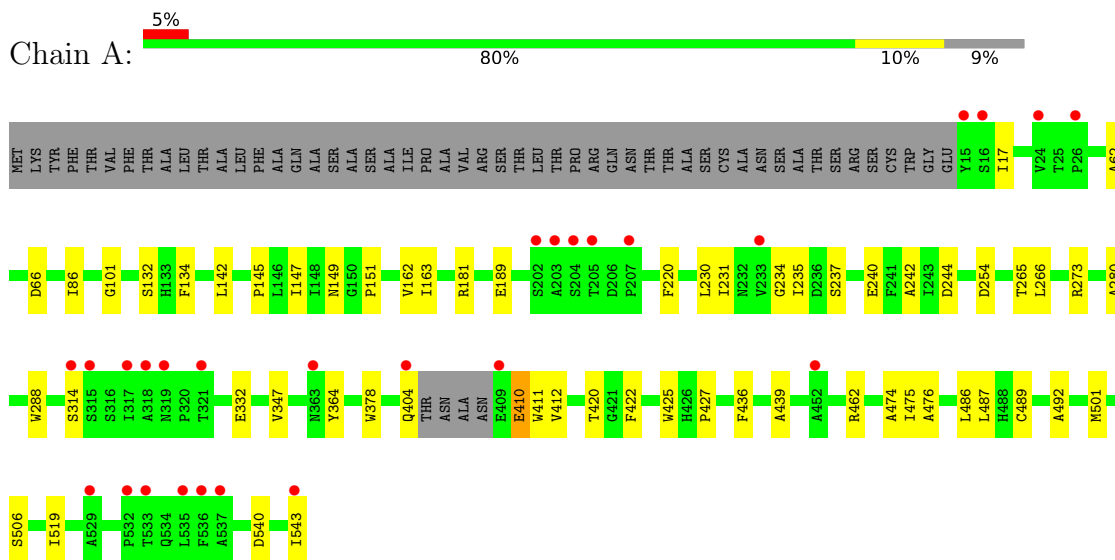 5%
Chain A:
80% 10% 9%
MET LYS TYR PHE THR VAL PHE THR ALA LEU THR ALA LEU PHE ALA GLN ALA SER ALA SER ALA ILE PRO ALA VAL ARG SER THR LEU THR PRO ARG GLN ASN THR THR ALA SER CYS ALA ASN SER ALA THR SER ARG SER CYS TRP GLY GLU Y15 S16 I17 V24 T25 P26
D66 I86 G101 S132 H133 F134 L142 P145 L146 I147 I148 N149 G150 P151 V162 I163 R181 E189 S202 A203 S204 T205 D206 P207 F220 L230 I231 N232 V233 G234 I235 D236 S237 E240 F241 A242 I243 D244 D254 T265 L266 R273
W288 S314 S315 S316 I317 A318 N319 P320 T321 E332 V347 N363 Y364 W378 Q404 THR ASN ALA ASN E409 E410 W411 V412 T420 G421 F422 W425 H426 P427 F436 A439 A452 R462 A474 I475 A476 L486 L487 H488 C489 A492 M501
S506 I519 A529 P532 T533 Q534 L535 F536 A537 D540 I543